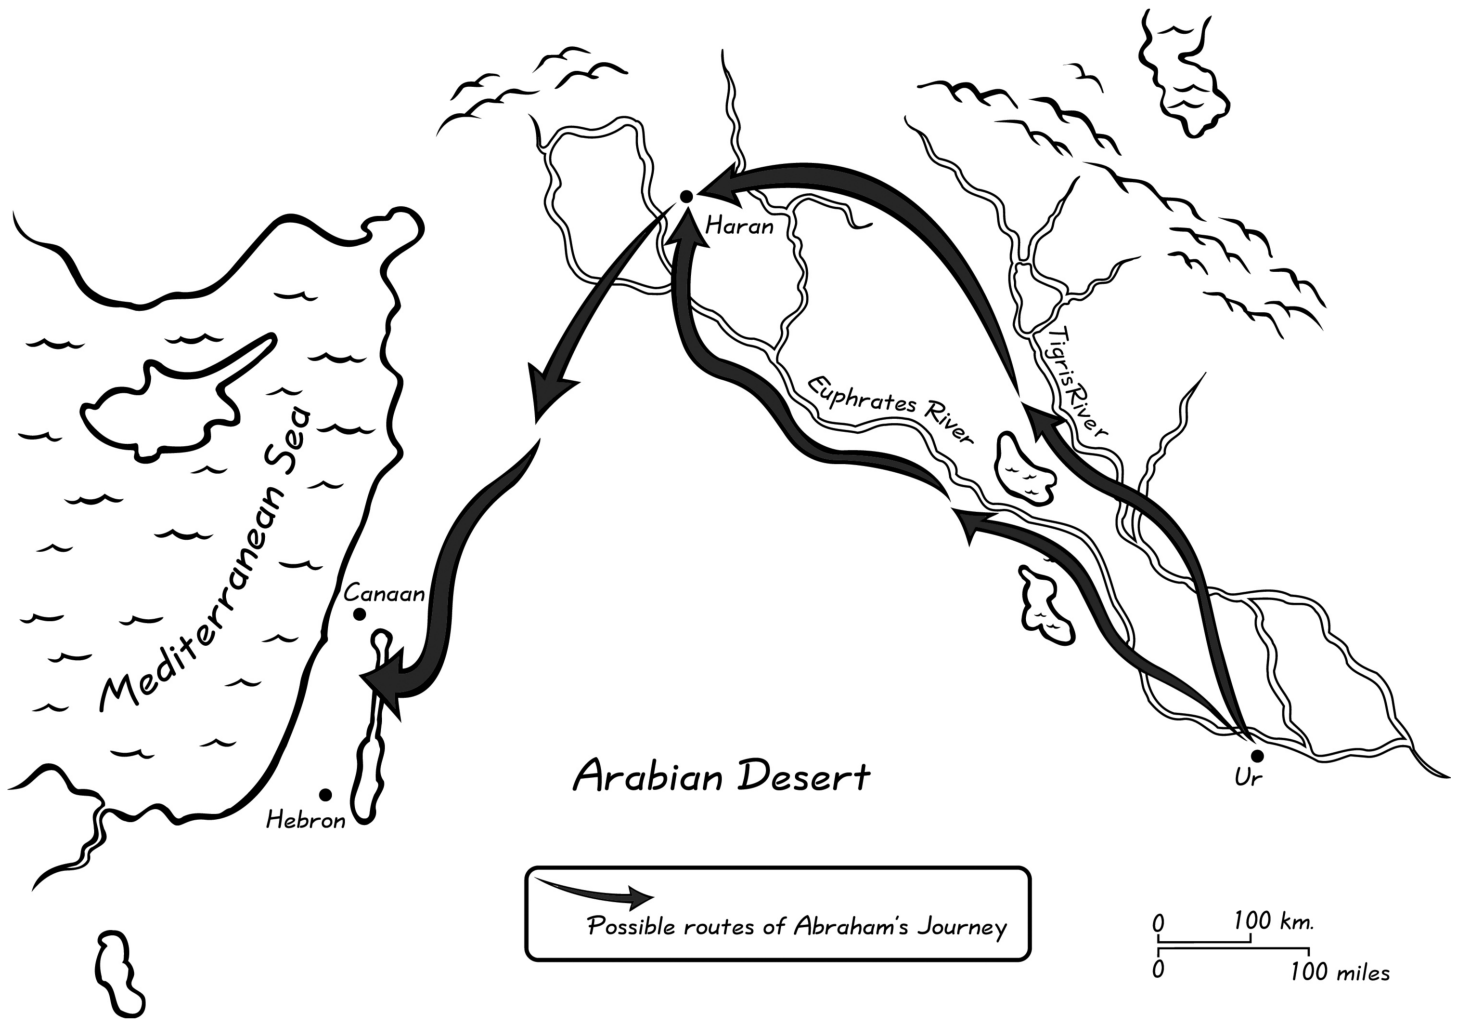 Haran
Tigris River
Euphrates River
Mediterranean Sea
Canaan
Arabian Desert
Ur
Hebron
Possible routes of Abraham's Journey
0 100 km.
0 100 miles